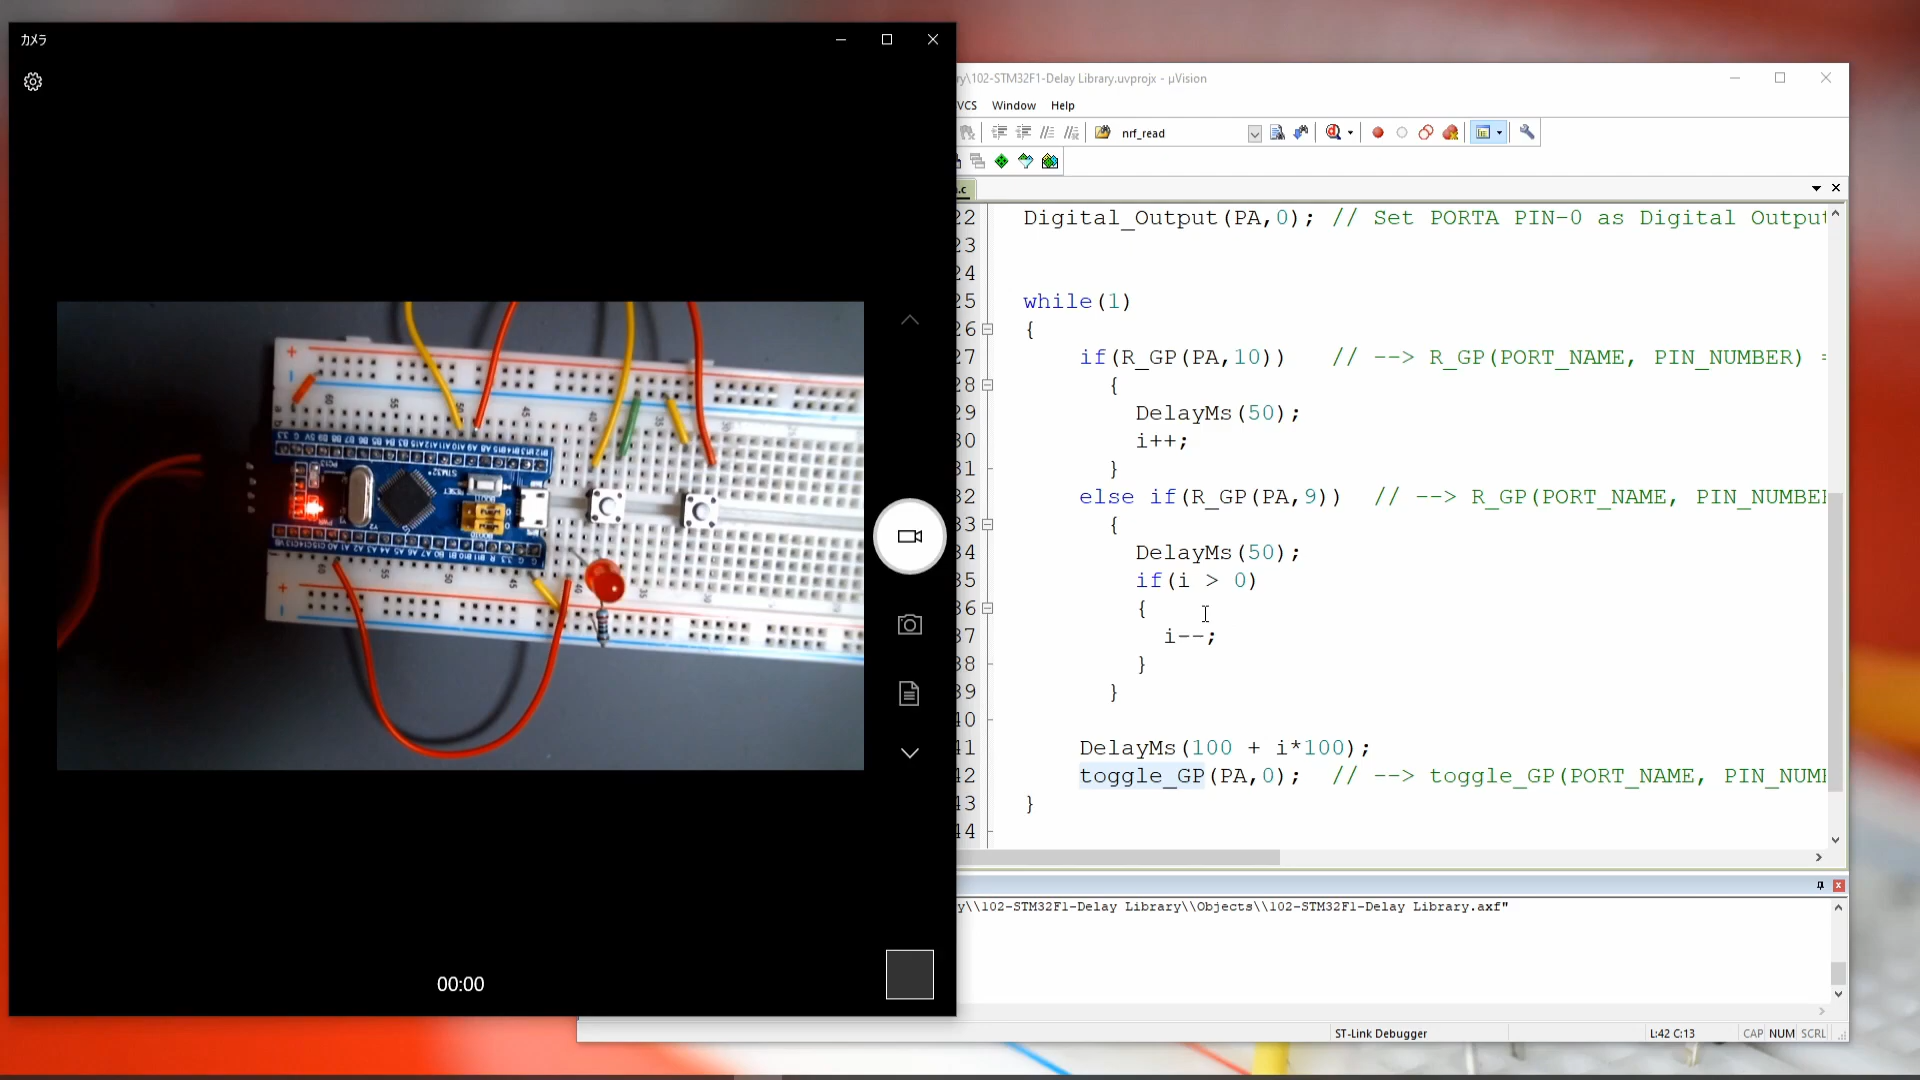 カメラ
y\102-STM32F1-Delay Library.uvprojx - µVision
VCS Window Help
nrf_read
.c
22 Digital_Output(PA,0); // Set PORTA PIN-0 as Digital Output
23
24
25 while(1)
26 {
27 if(R_GP(PA,10)) // --> R_GP(PORT_NAME, PIN_NUMBER) =
28 {
29 DelayMs(50);
30 i++;
31 }
32 else if(R_GP(PA,9)) // --> R_GP(PORT_NAME, PIN_NUMBER
33 {
34 DelayMs(50);
35 if(i > 0)
36 {
37 i--;
38 }
39 }
40
41 DelayMs(100 + i*100);
42 toggle_GP(PA,0); // --> toggle_GP(PORT_NAME, PIN_NUM
43 }
44
y\\102-STM32F1-Delay Library\\Objects\\102-STM32F1-Delay Library.axf"
00:00
ST-Link Debugger L:42 C:13 CAP NUM SCRL